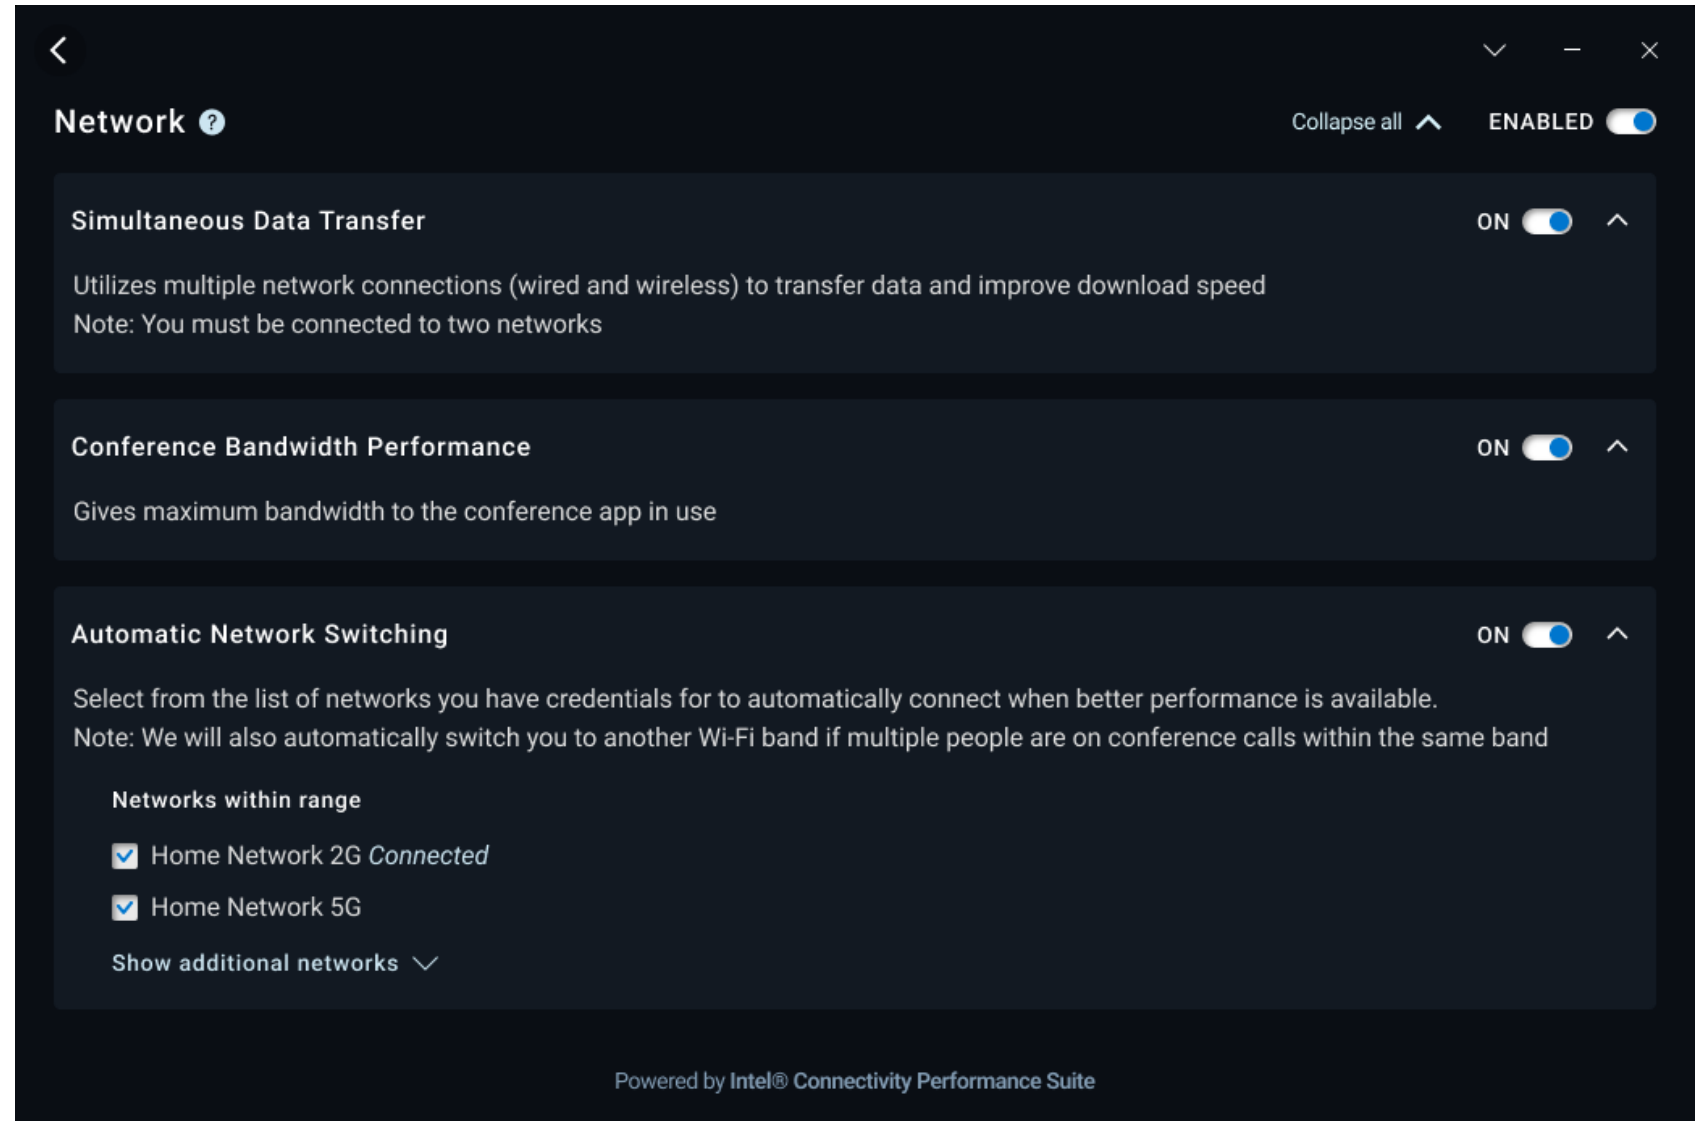 Network ?
Collapse all
ENABLED
Simultaneous Data Transfer
ON
Utilizes multiple network connections (wired and wireless) to transfer data and improve download speed
Note: You must be connected to two networks
Conference Bandwidth Performance
ON
Gives maximum bandwidth to the conference app in use
Automatic Network Switching
ON
Select from the list of networks you have credentials for to automatically connect when better performance is available.
Note: We will also automatically switch you to another Wi-Fi band if multiple people are on conference calls within the same band
Networks within range
Home Network 2G Connected
Home Network 5G
Show additional networks
Powered by Intel® Connectivity Performance Suite